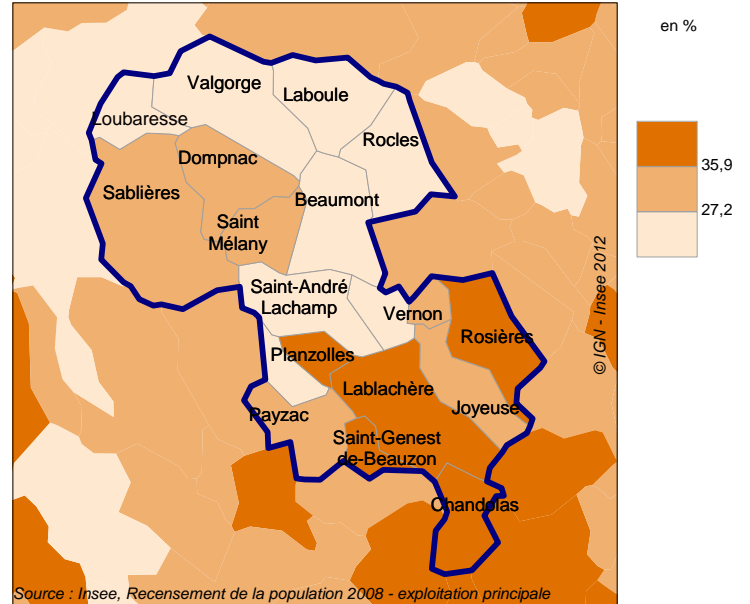 en %
35,9
27,2
Valgorge
Laboule
Loubaresse
Rocles
Dompnac
Sablières
Beaumont
Saint
Mélany
Saint-André
Lachamp
Vernon
Rosières
Planzolles
Lablachère
Joyeuse
Payzac
Saint-Genest
de-Beauzon
Chandolas
© IGN - Insee 2012
Source : Insee, Recensement de la population 2008 - exploitation principale